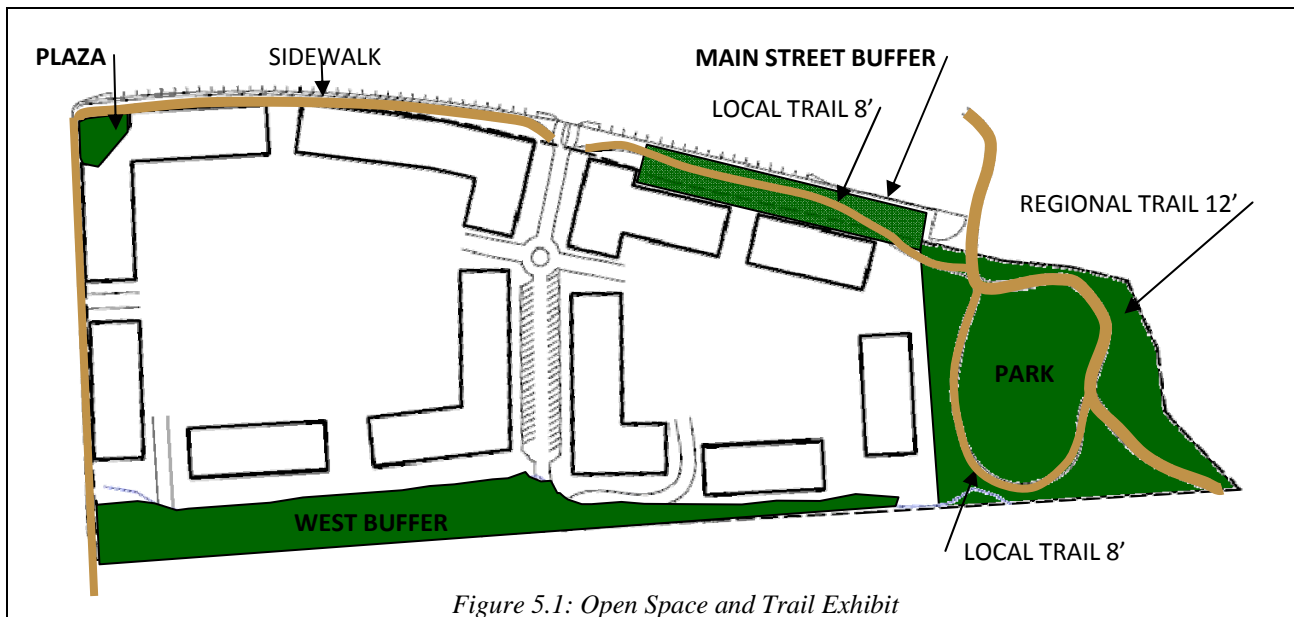 PLAZA
SIDEWALK
MAIN STREET BUFFER
LOCAL TRAIL 8’
REGIONAL TRAIL 12’
PARK
WEST BUFFER
LOCAL TRAIL 8’
Figure 5.1: Open Space and Trail Exhibit